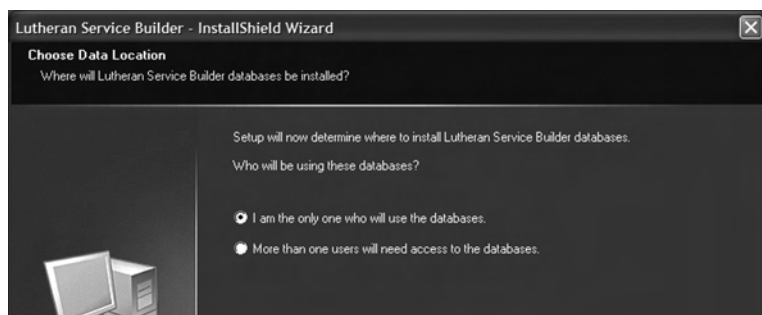 Lutheran Service Builder - InstallShield Wizard
Choose Data Location
Where will Lutheran Service Builder databases be installed?
Setup will now determine where to install Lutheran Service Builder databases.
Who will be using these databases?
I am the only one who will use the databases.
More than one users will need access to the databases.